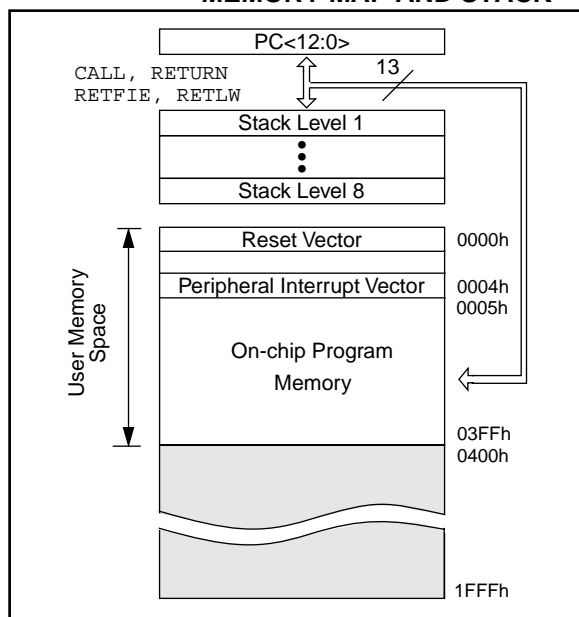 MEMORY MAP AND STACK
PC<12:0>
CALL, RETURN
RETFIE, RETLW
13
Stack Level 1
Stack Level 8
Reset Vector
0000h
Peripheral Interrupt Vector
0004h
0005h
User Memory
Space
On-chip Program
Memory
03FFh
0400h
1FFFh